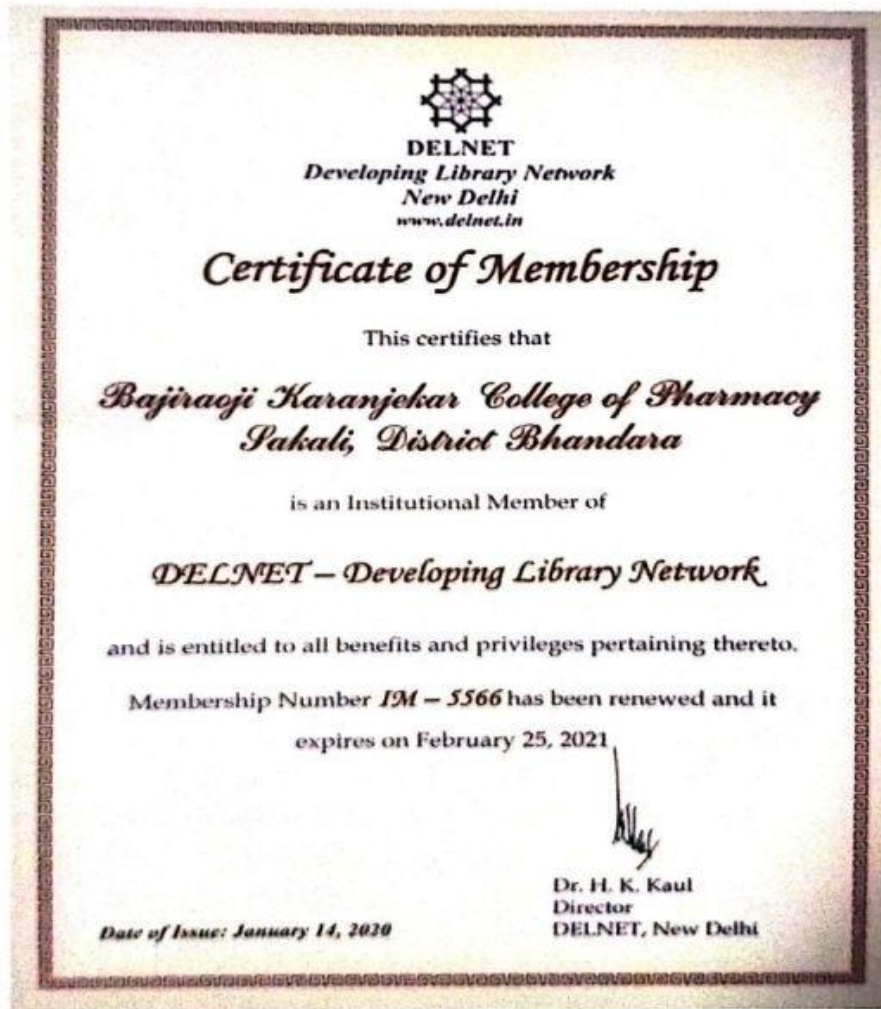 DELNET
Developing Library Network
New Delhi
www.delnet.in
Certificate of Membership
This certifies that
Bajiraoji Karanjekar College of Pharmacy
Sakali, District Bhandara
is an Institutional Member of
DELNET – Developing Library Network
and is entitled to all benefits and privileges pertaining thereto.
Membership Number IM – 5566 has been renewed and it
expires on February 25, 2021
Dr. H. K. Kaul
Director
DELNET, New Delhi
Date of Issue: January 14, 2020